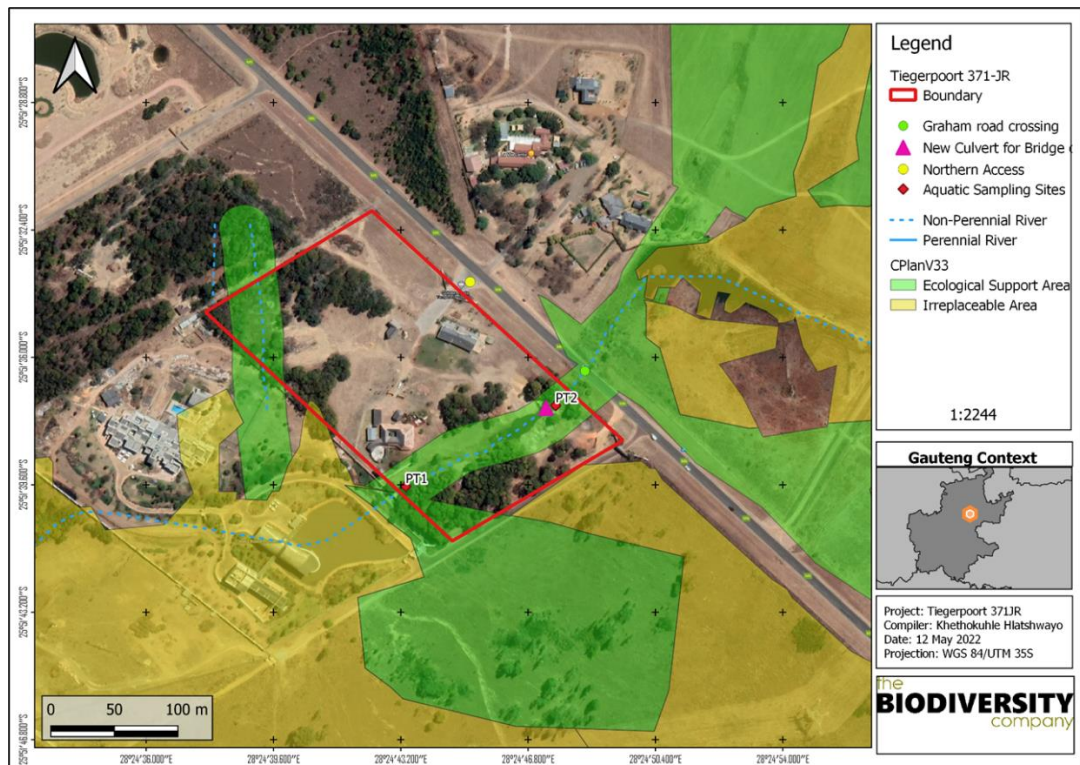 Legend
Tiegerpoort 371-JR
Boundary
Graham road crossing
New Culvert for Bridge
Northern Access
Aquatic Sampling Sites
Non-Perennial River
Perennial River
CPlanV33
Ecological Support Area
Irreplaceable Area
1:2244
Gauteng Context
Project: Tiegerpoort 371JR
Compiler: Khethokuhle Hlatshwayo
Date: 12 May 2022
Projection: WGS 84/UTM 35S
the
BIODIVERSITY
company
PT2
PT1
0 50 100 m
28°24'36.000"E 28°24'39.600"E 28°24'43.200"E 28°24'46.800"E 28°24'50.400"E 28°24'54.000"E